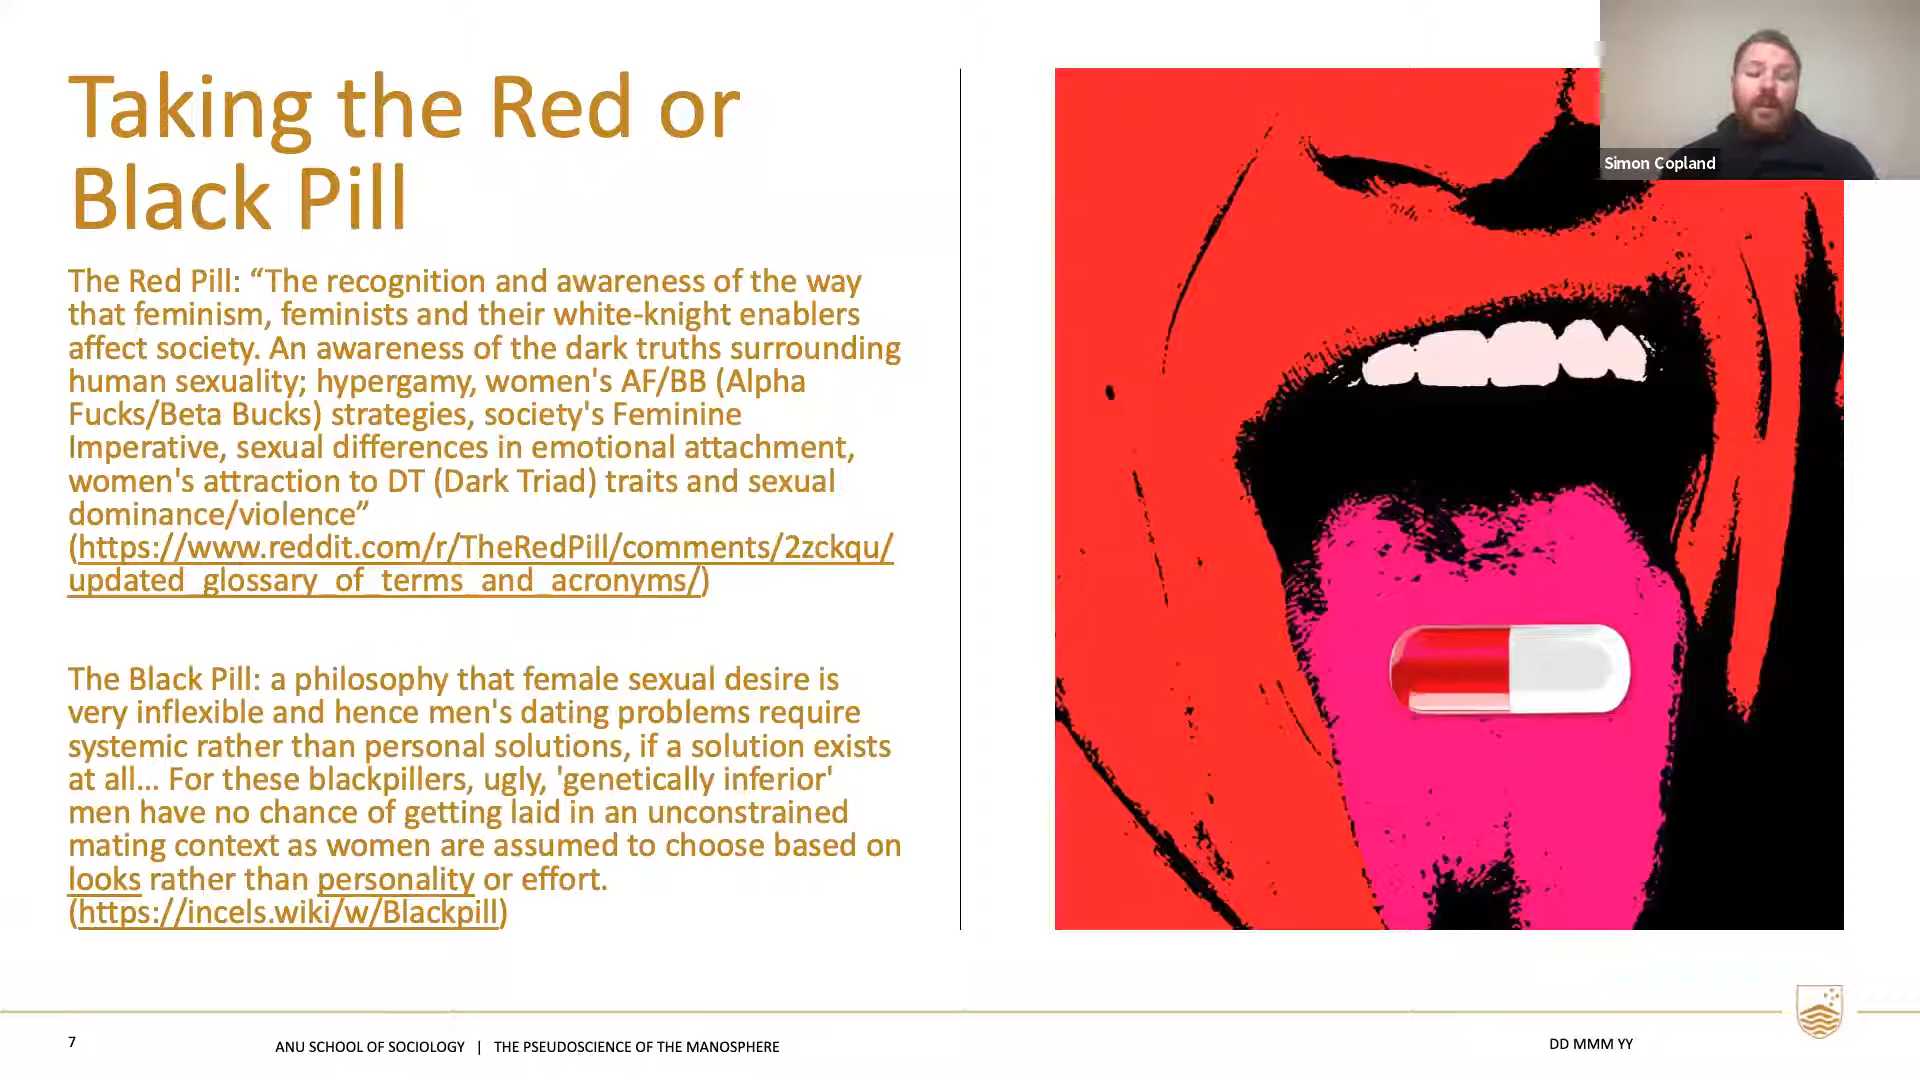 Taking the Red or
Black Pill
The Red Pill: “The recognition and awareness of the way
that feminism, feminists and their white-knight enablers
affect society. An awareness of the dark truths surrounding
human sexuality; hypergamy, women's AF/BB (Alpha
Fucks/Beta Bucks) strategies, society's Feminine
Imperative, sexual differences in emotional attachment,
women's attraction to DT (Dark Triad) traits and sexual
dominance/violence”
(https://www.reddit.com/r/TheRedPill/comments/2zckqu/
updated_glossary_of_terms_and_acronyms/)
The Black Pill: a philosophy that female sexual desire is
very inflexible and hence men's dating problems require
systemic rather than personal solutions, if a solution exists
at all... For these blackpillers, ugly, 'genetically inferior'
men have no chance of getting laid in an unconstrained
mating context as women are assumed to choose based on
looks rather than personality or effort.
(https://incels.wiki/w/Blackpill)
Simon Copland
7
ANU SCHOOL OF SOCIOLOGY | THE PSEUDOSCIENCE OF THE MANOSPHERE
DD MMM YY